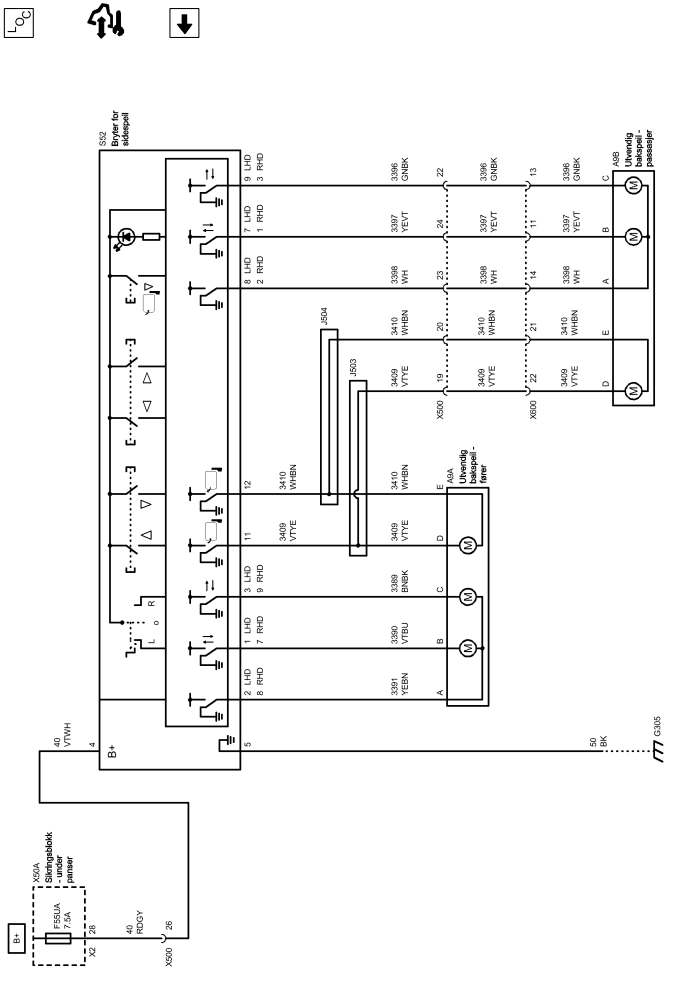 LOC
B+
X50A
Sikringsblokk
- under
panser
F55UA
7.5A
X2
28
40
RDGY
X500
26
40
VTWH
4
B+
S52
Bryter for
sidespeil
L
o
R
2 LHD
8 RHD
1 LHD
7 RHD
3 LHD
9 RHD
11
12
8 LHD
2 RHD
7 LHD
1 RHD
9 LHD
3 RHD
5
50
BK
G305
3391
YEBN
3390
VTBU
3389
BNBK
3409
VTYE
3410
WHBN
3409
VTYE
3410
WHBN
A
B
C
D
E
M
M
M
A9A
Utvendig
bakspeil -
fører
J503
J504
3409
VTYE
3410
WHBN
3398
WH
3397
YEVT
3396
GNBK
X500
19
20
23
24
22
3409
VTYE
3410
WHBN
3398
WH
3397
YEVT
3396
GNBK
X600
22
21
14
11
13
3409
VTYE
3410
WHBN
3398
WH
3397
YEVT
3396
GNBK
D
E
A
B
C
M
M
M
A9B
Utvendig
bakspeil -
passasjer